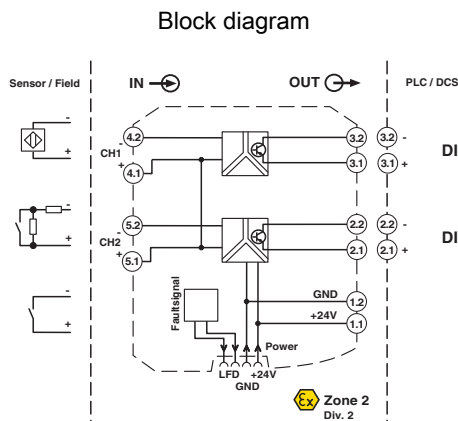 Block diagram
Sensor / Field
IN
OUT
PLC / DCS
-
+
4.2
-
CH1
+
4.1
3.2
3.1
3.2 -
3.1 +
DI
-
+
5.2
-
CH2
+
5.1
2.2
2.1
2.2 -
2.1 +
DI
-
+
Faultsignal
GND
1.2
+24V
1.1
Power
LFD
+24V
GND
Ex
Zone 2
Div. 2